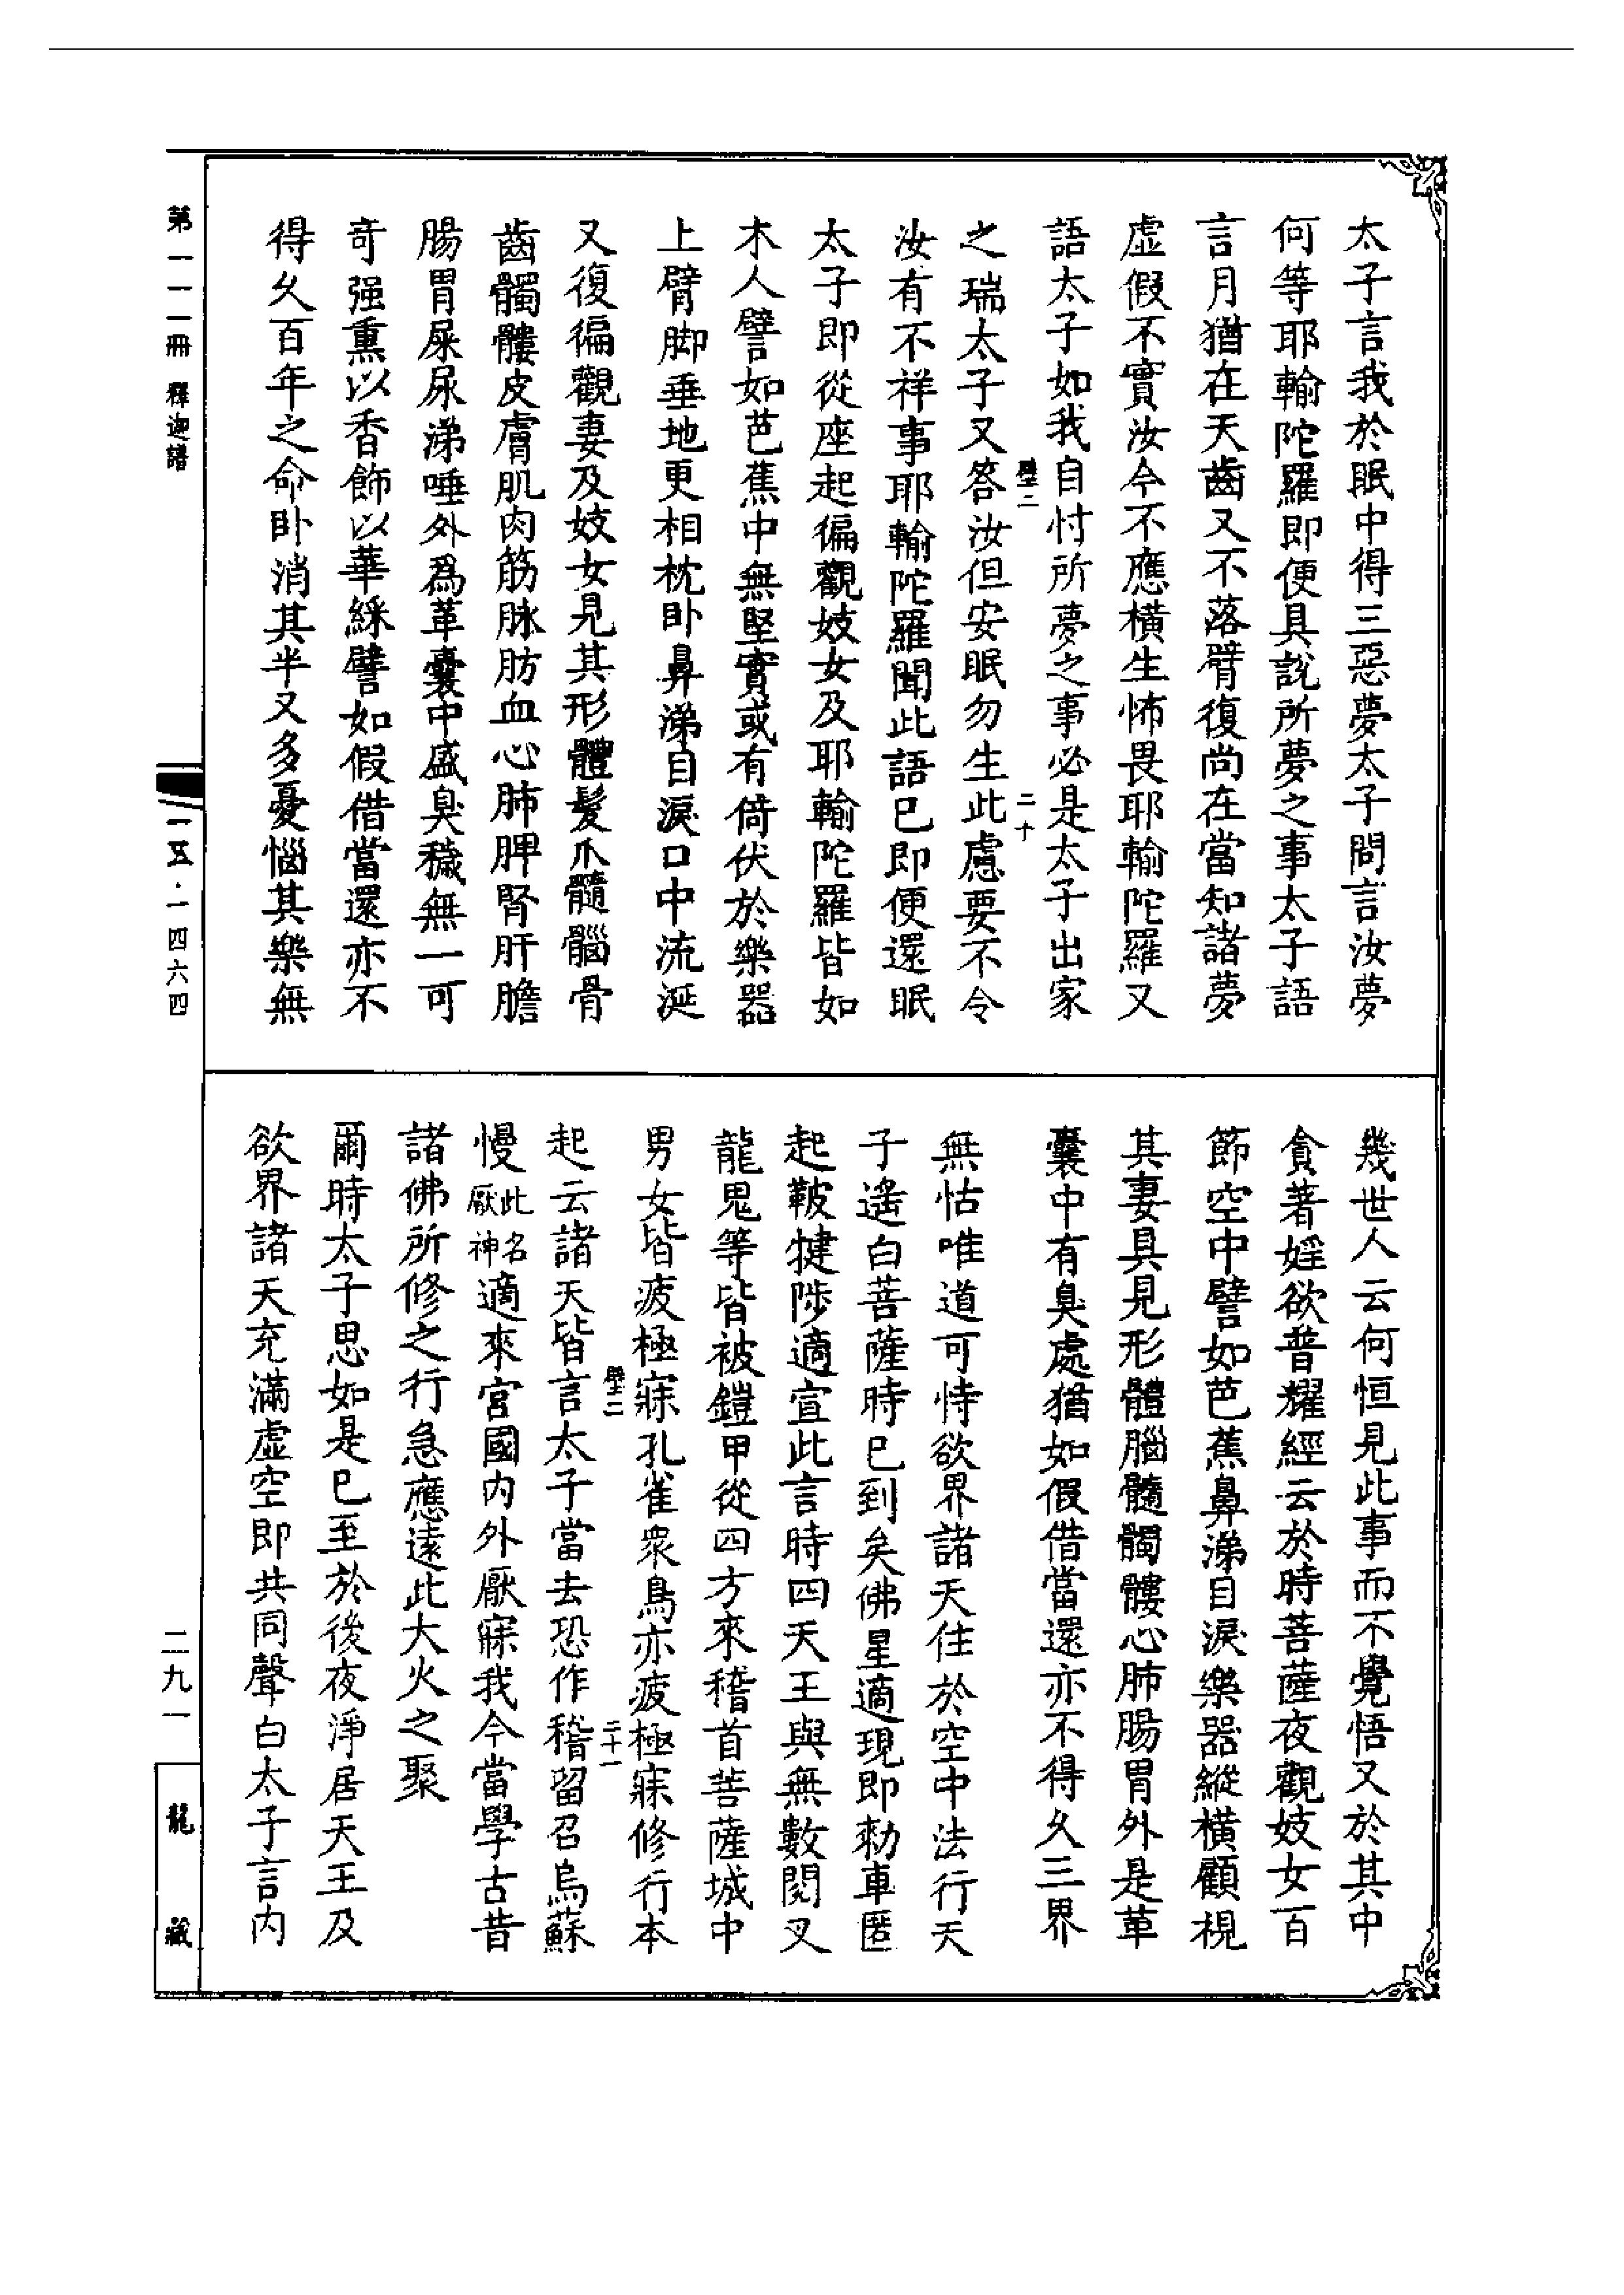 太子言我於眠中得三惡夢太子問言汝夢
何等耶輸陀羅即便具說所夢之事太子語
言月猶在天齒又不落臂復尚在當知諸夢
虛假不實汝今不應橫生怖畏耶輸陀羅又
語太子如我自忖所夢之事必是太子出家
壁二
二十
之瑞太子又答汝但安眠勿生此慮要不令
汝有不祥事耶輸陀羅聞此語已即便還眠
太子即從座起徧觀妓女及耶輸陀羅皆如
木人譬如芭蕉中無堅實或有倚伏於樂器
上臂脚垂地更相枕臥鼻涕目淚口中流涎
又復徧觀妻及妓女見其形體髮爪髓腦骨
齒髑髏皮膚肌肉筋脉肪血心肺脾腎肝膽
腸胃屎尿涕唾外為革囊中盛臭穢無一可
奇强熏以香飾以華綵譬如假借當還亦不
得久百年之命臥消其半又多憂惱其樂無
幾世人云何恒見此事而不覺悟又於其中
貪著婬欲普耀經云於時菩薩夜觀妓女百
節空中譬如芭蕉鼻涕目淚樂器縱橫顧視
其妻具見形體腦髓髑髏心肺腸胃外是革
囊中有臭處猶如假借當還亦不得久三界
無怙唯道可恃欲界諸天住於空中法行天
子遙白菩薩時已到矣佛星適現即勑車匿
起鞁犍陟適宣此言時四天王與無數閱叉
龍鬼等皆被鎧甲從四方來稽首菩薩城中
男女皆疲極寐孔雀衆鳥亦疲極寐修行本
壁二
二十一
起云諸天皆言太子當去恐作稽留召烏蘇
慢此名厭神適來宮國内外厭寐我今當學古昔
諸佛所修之行急應遠此大火之聚
爾時太子思如是已至於後夜淨居天王及
欲界諸天充滿虛空即共同聲白太子言内
第一一一冊 釋迦譜
一五·一四六四
二九一
龍藏